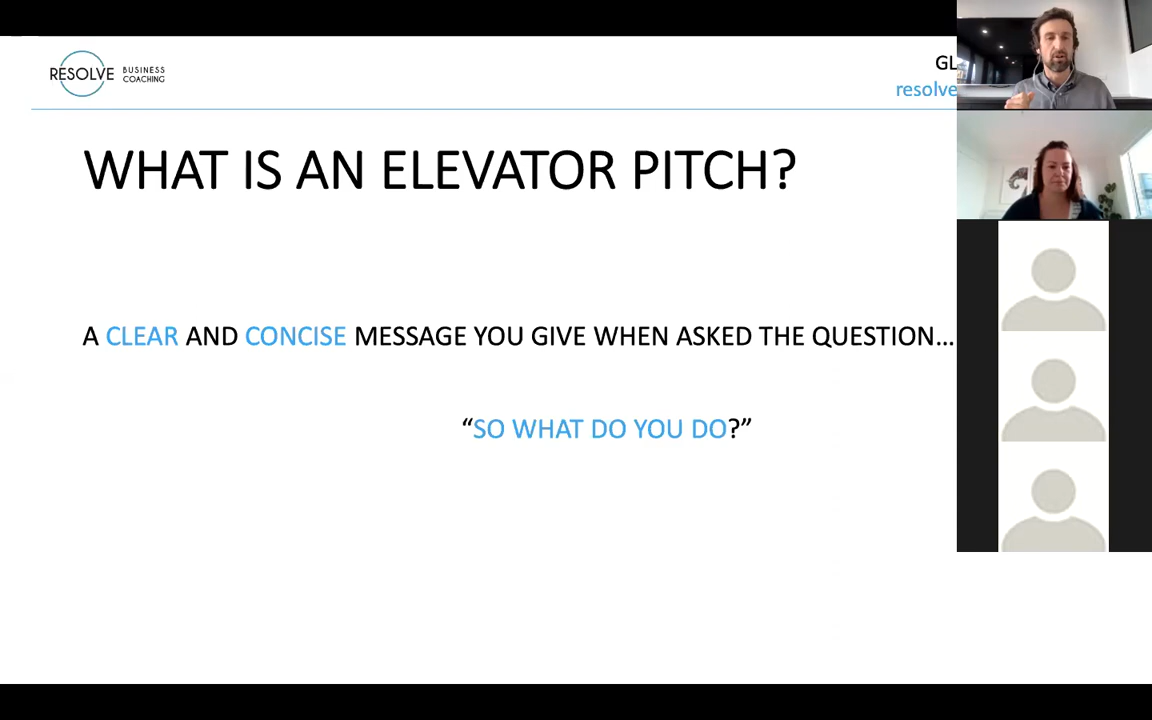 RESOLVE BUSINESS COACHING
GL
resolve
WHAT IS AN ELEVATOR PITCH?
A CLEAR AND CONCISE MESSAGE YOU GIVE WHEN ASKED THE QUESTION...
“SO WHAT DO YOU DO?”